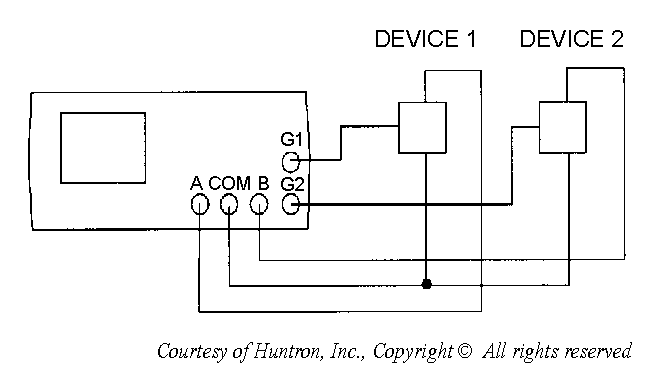 DEVICE 1 DEVICE 2
G1
A COM B G2
Courtesy of Huntron, Inc., Copyright © All rights reserved